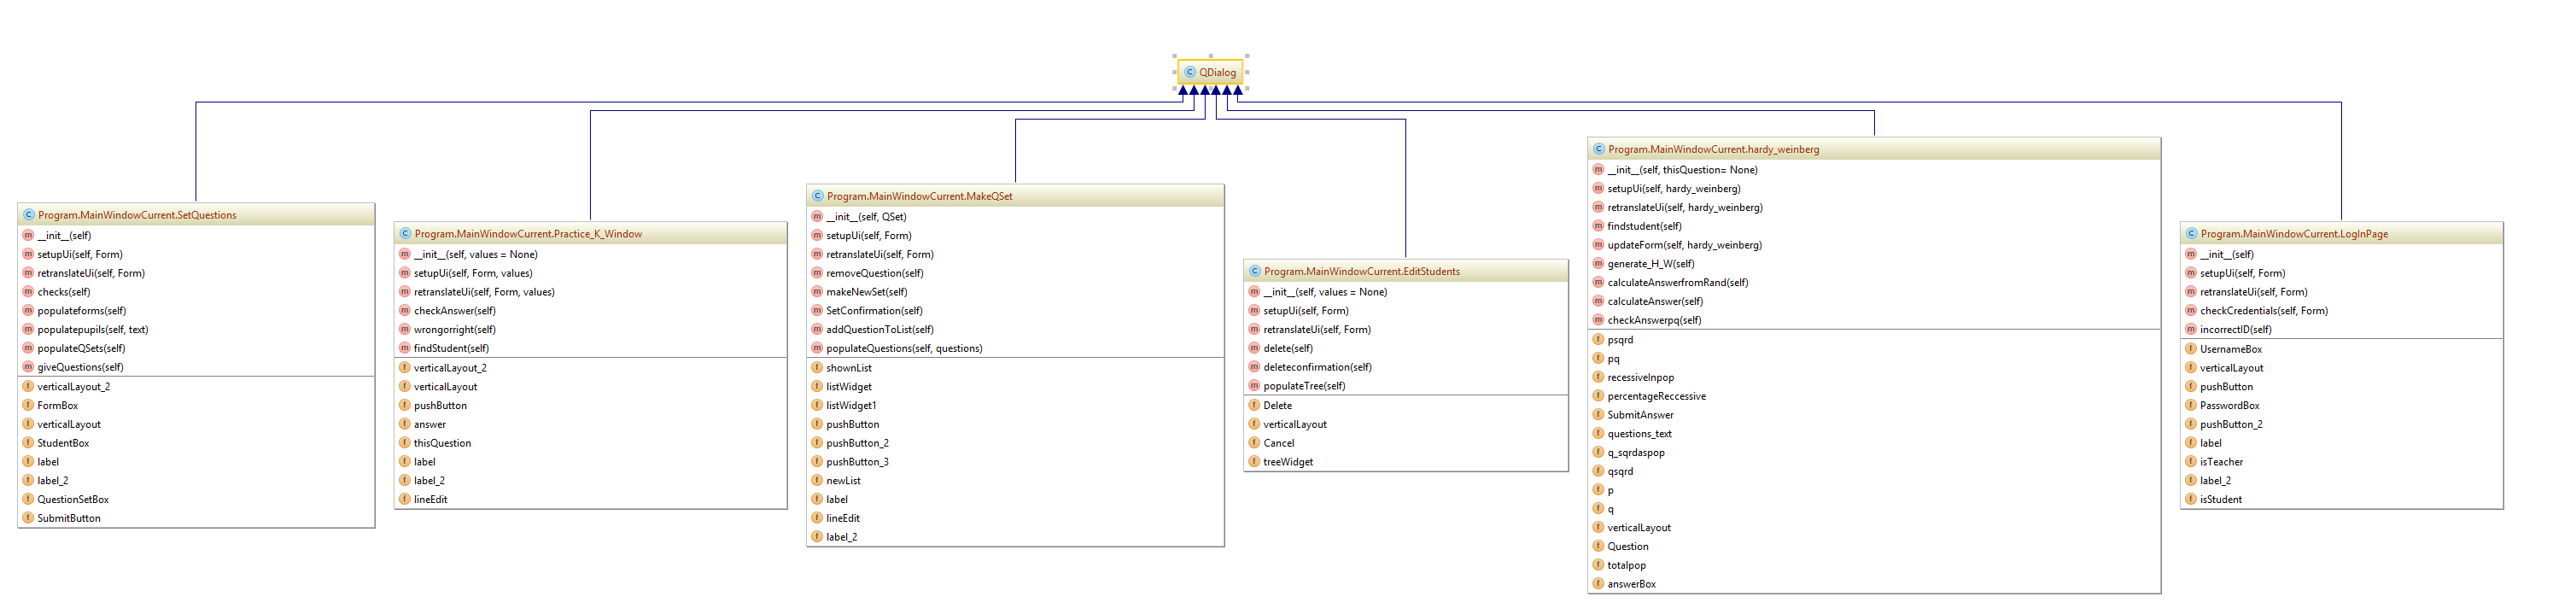 QDialog
Program.MainWindowCurrent.SetQuestions
__init__(self)
setupUi(self, Form)
retranslateUi(self, Form)
checks(self)
populateforms(self)
populatepupils(self, text)
populateQSets(self)
giveQuestions(self)
verticalLayout_2
FormBox
verticalLayout
StudentBox
label
label_2
QuestionSetBox
SubmitButton
Program.MainWindowCurrent.Practice_K_Window
__init__(self, values = None)
setupUi(self, Form, values)
retranslateUi(self, Form, values)
checkAnswer(self)
wrongorright(self)
findStudent(self)
verticalLayout_2
verticalLayout
pushButton
answer
thisQuestion
label
label_2
lineEdit
Program.MainWindowCurrent.MakeQSet
__init__(self, QSet)
setupUi(self, Form)
retranslateUi(self, Form)
removeQuestion(self)
makeNewSet(self)
SetConfirmation(self)
addQuestionToList(self)
populateQuestions(self, questions)
shownList
listWidget
listWidget1
pushButton
pushButton_2
pushButton_3
newList
label
lineEdit
label_2
Program.MainWindowCurrent.EditStudents
__init__(self, values = None)
setupUi(self, Form)
retranslateUi(self, Form)
delete(self)
deleteconfirmation(self)
populateTree(self)
Delete
verticalLayout
Cancel
treeWidget
Program.MainWindowCurrent.hardy_weinberg
__init__(self, thisQuestion= None)
setupUi(self, hardy_weinberg)
retranslateUi(self, hardy_weinberg)
findstudent(self)
updateForm(self, hardy_weinberg)
generate_H_W(self)
calculateAnswerfromRand(self)
calculateAnswer(self)
checkAnswerpq(self)
psqrd
pq
recessiveInpop
percentageReccessive
SubmitAnswer
questions_text
q_sqrdaspop
qsqrd
p
q
verticalLayout
Question
totalpop
answerBox
Program.MainWindowCurrent.LogInPage
__init__(self)
setupUi(self, Form)
retranslateUi(self, Form)
checkCredentials(self, Form)
incorrectID(self)
UsernameBox
verticalLayout
pushButton
PasswordBox
pushButton_2
label
isTeacher
label_2
isStudent